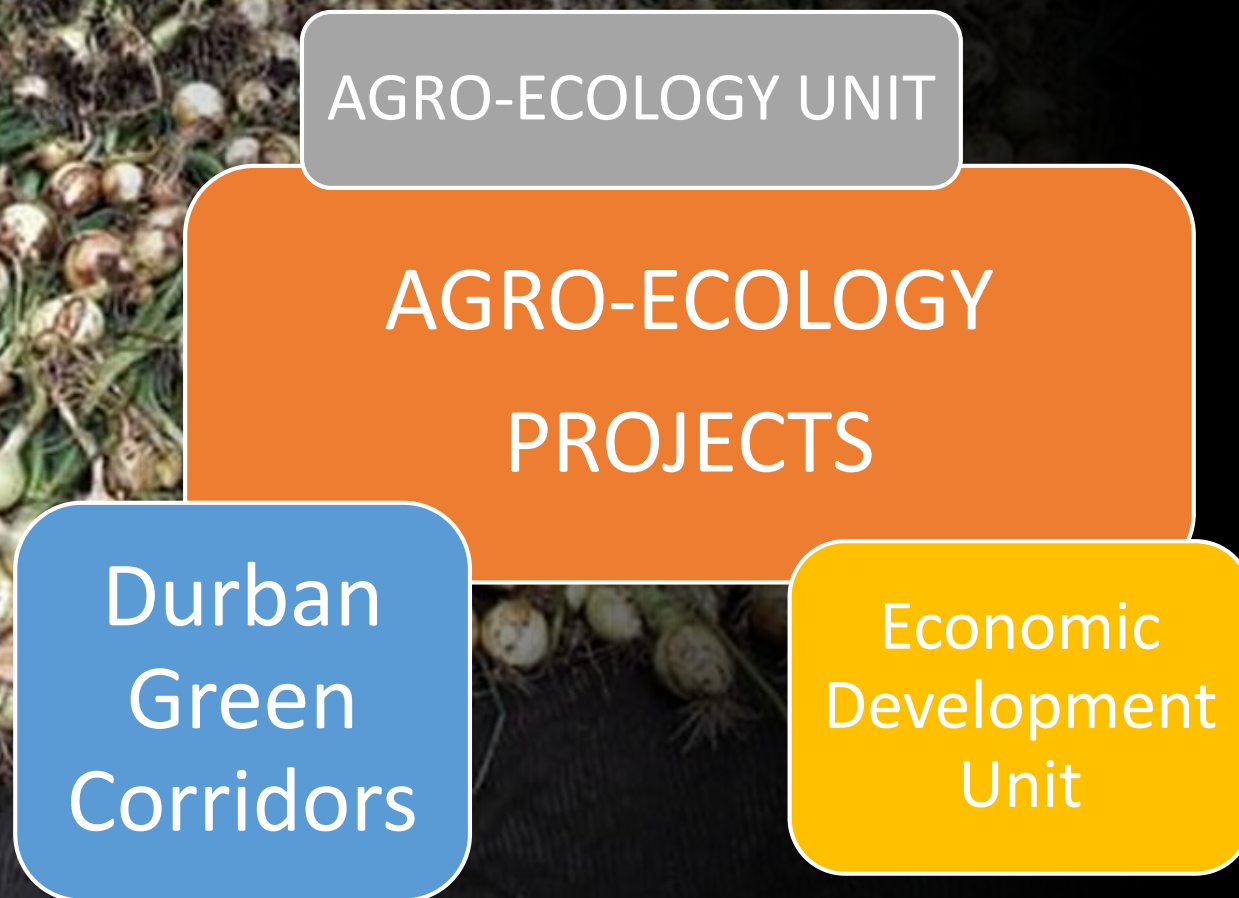 AGRO-ECOLOGY UNIT
AGRO-ECOLOGY
PROJECTS
Durban
Green
Corridors
Economic
Development
Unit